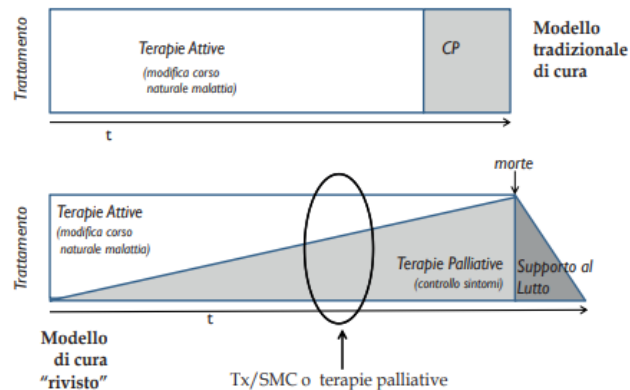 Trattamento
Terapie Attive
(modifica corso
naturale malattia)
CP
Modello
tradizionale
di cura
t
morte
Trattamento
Terapie Attive
(modifica corso
naturale malattia)
Terapie Palliative
(controllo sintomi)
Supporto al
Lutto
t
Modello
di cura
"rivisto"
Tx/SMC o terapie palliative